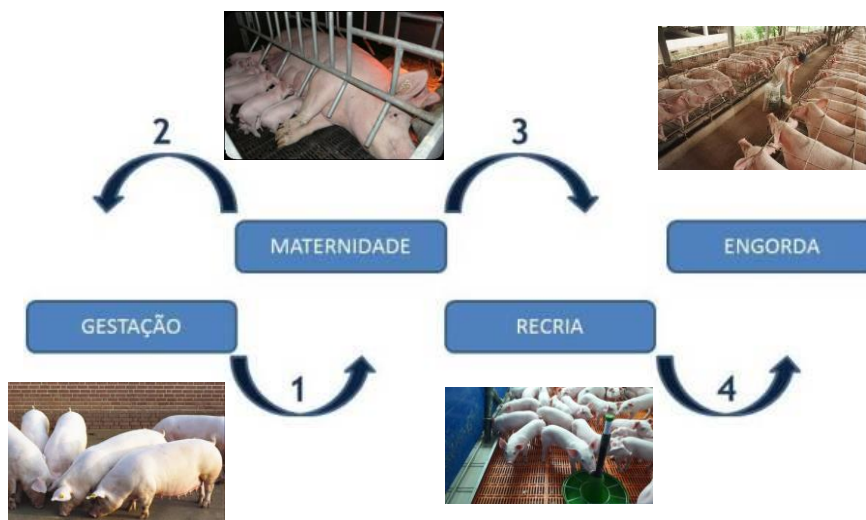 2
3
MATERNIDADE
ENGORDA
GESTAÇÃO
RECRIA
1
4